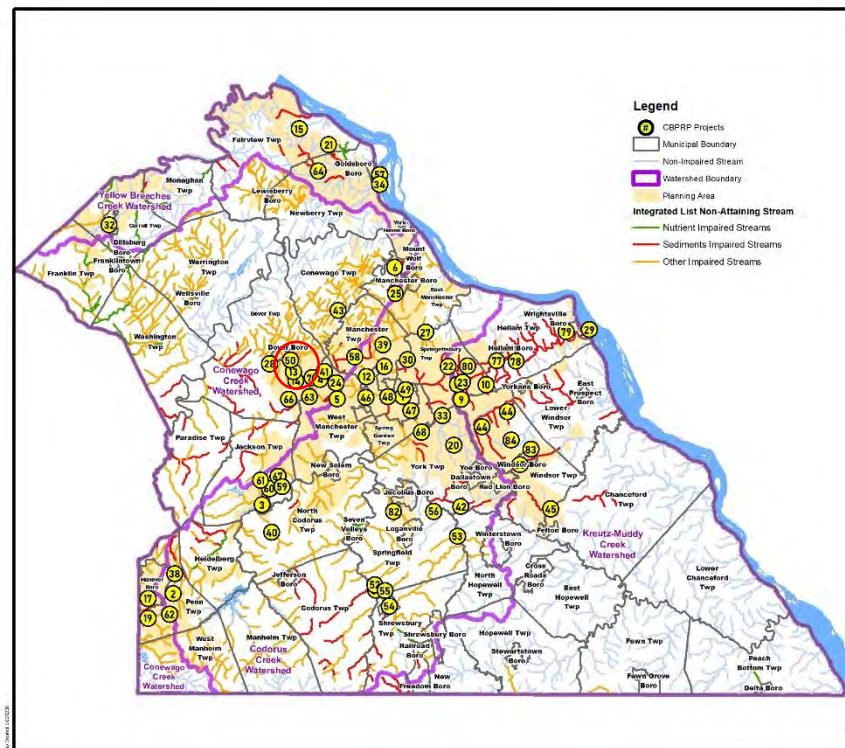 Legend
# CBPRP Projects
Municipal Boundary
Non-Impaired Stream
Watershed Boundary
Planning Area
Integrated List Non-Attaining Stream
Nutrient Impaired Streams
Sediments Impaired Streams
Other Impaired Streams
15
Fairview Twp
21
Goldsboro
Boro
64
57
34
Monaghan
Twp
Yellow Breeches
Creek Watershed
Lewisberry
Boro
Newberry Twp
32
Carroll Twp
Dillsburg
Boro
Franklintown
Boro
York
Haven Boro
Mount
Wolf
Boro
Franklin Twp
Warrington
Twp
6
Manchester Boro
Conewago Twp
25
East
Manchester
Twp
Wellsville
Boro
43
Dover Twp
Washington
Twp
Manchester
Twp
27
Hellam Twp
Wrightsville
Boro
79
29
39
Springettsbury
Twp
Hellam Boro
Dover Boro
28
50
58
30
22
80
77
78
13
14
41
16
Conewago
Creek
Watershed
24
12
23
10
Yorkana
Boro
East
Prospect
Boro
66
63
5
46
48
49
9
47
44
Lower
Windsor
Twp
West
Manchester
Twp
33
44
Spring
Garden
Twp
68
84
Paradise Twp
20
83
Jackson Twp
York Twp
Yoe Boro
Windsor Boro
New Salem
Boro
Dallastown
Boro
Red Lion Boro
Windsor Twp
61
67
60
59
Jacobus Boro
Chanceford
Twp
3
North
Codorus
Twp
82
56
42
45
Seven
Valleys
Boro
Loganville
Boro
Felton Boro
40
53
Winterstown
Boro
Kreutz-Muddy
Creek
Watershed
Springfield
Twp
Heidelberg
Twp
Cross
Roads
Boro
Lower
Chanceford
Twp
38
Jefferson
Boro
North
Hopewell
Twp
Hanover
Boro
52
55
East
Hopewell
Twp
17
2
Penn
Twp
Codorus Twp
54
19
62
Shrewsbury
Twp
Manheim Twp
Shrewsbury Boro
Hopewell Twp
West
Manheim
Twp
Railroad
Boro
Fawn Twp
Codorus
Creek
Watershed
Stewartstown
Boro
Peach
Bottom Twp
Conewago
Creek
Watershed
New
Freedom Boro
Fawn Grove
Boro
Delta Boro